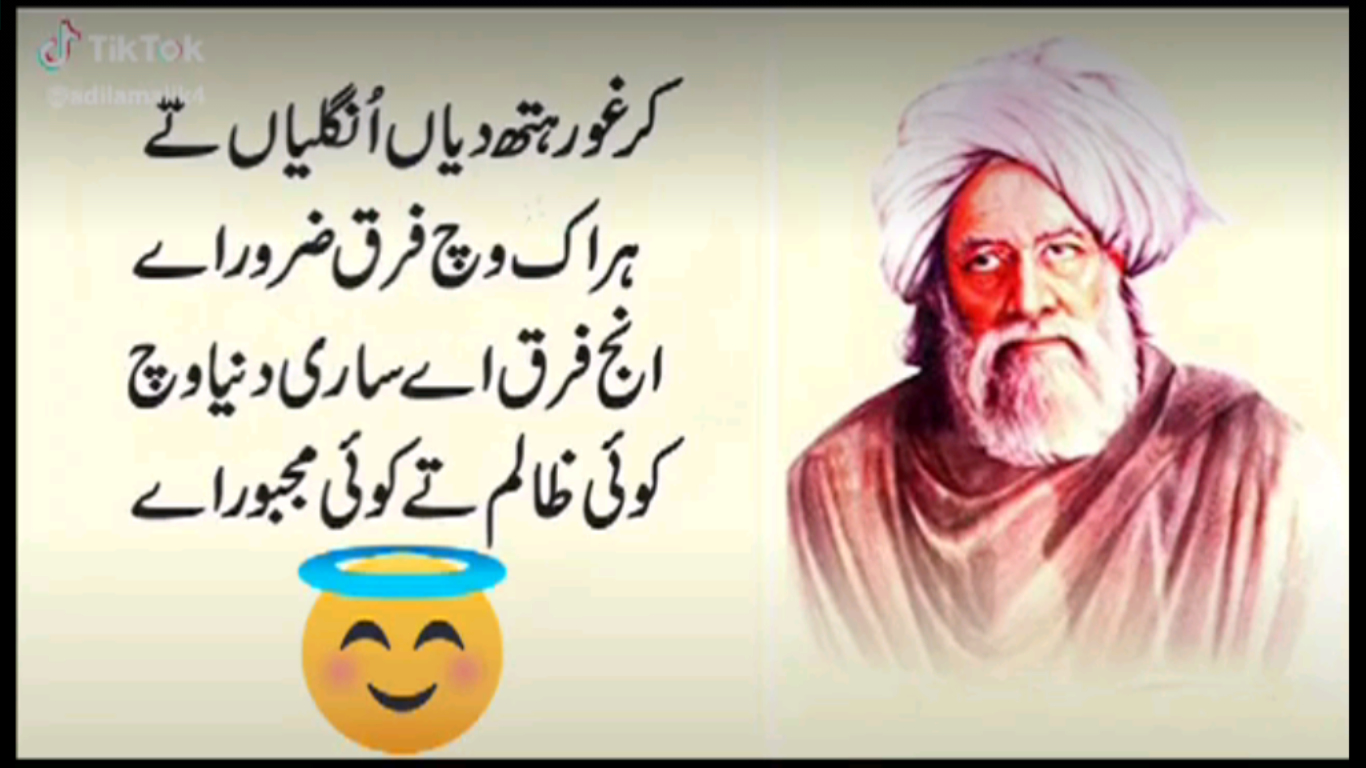 TikTok
@adilamalik4
کر غور ہتھ دیاں اُنگلیاں تے
ہر اک وچ فرق ضرور اے
انج فرق اے ساری دنیا وچ
کوئی ظالم تے کوئی مجبور اے